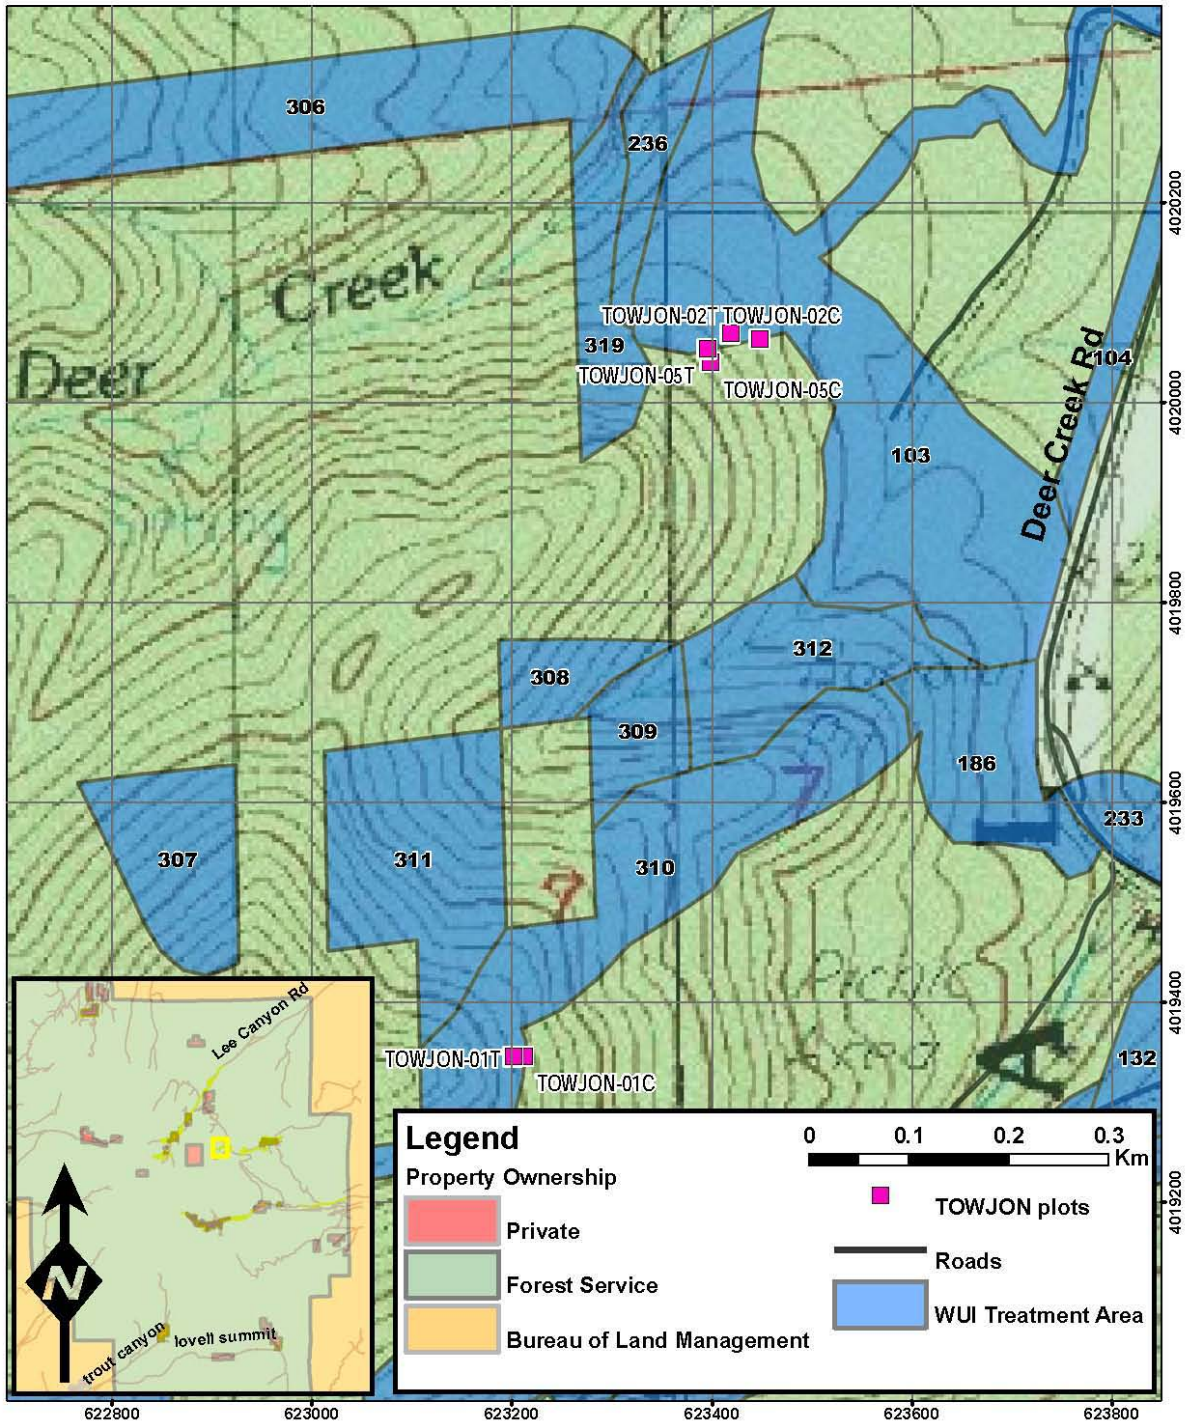 306
236
4020200
Creek
TOWJON-02T TOWJON-02C
319
Deer
TOWJON-05T
TOWJON-05C
104
Deer Creek Rd
4020000
103
4019800
312
308
309
186
7
4019600
233
307
311
310
4019400
TOWJON-01T
TOWJON-01C
132
A
4019200
Lee Canyon Rd
trout canyon
lovell summit
N
Legend
Property Ownership
Private
Forest Service
Bureau of Land Management
0 0.1 0.2 0.3
Km
TOWJON plots
Roads
WUI Treatment Area
622800 623000 623200 623400 623600 623800